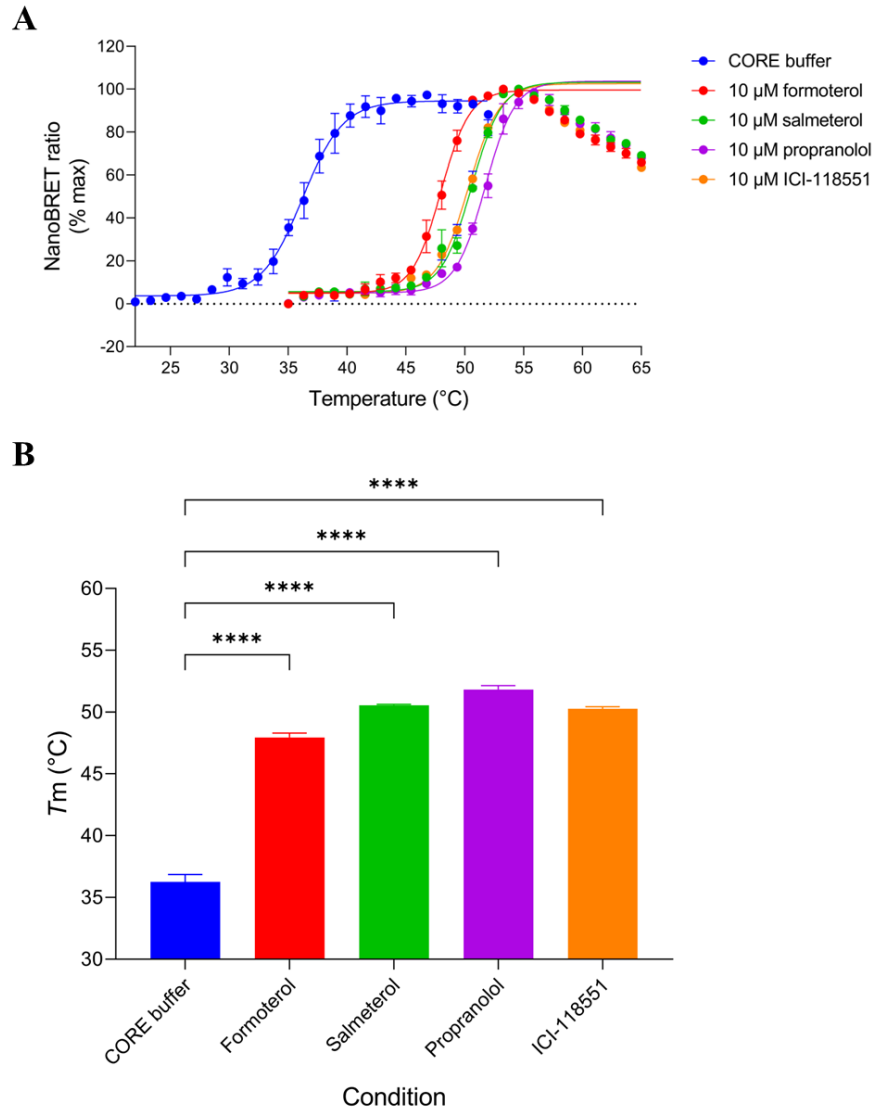 A
NanoBRET ratio
(% max)
120
100
80
60
40
20
0
-20
25 30 35 40 45 50 55 60 65
Temperature (°C)
CORE buffer
10 µM formoterol
10 µM salmeterol
10 µM propranolol
10 µM ICI-118551
B
****
****
****
****
Tm (°C)
60
55
50
45
40
35
30
CORE buffer
Formoterol
Salmeterol
Propranolol
ICI-118551
Condition